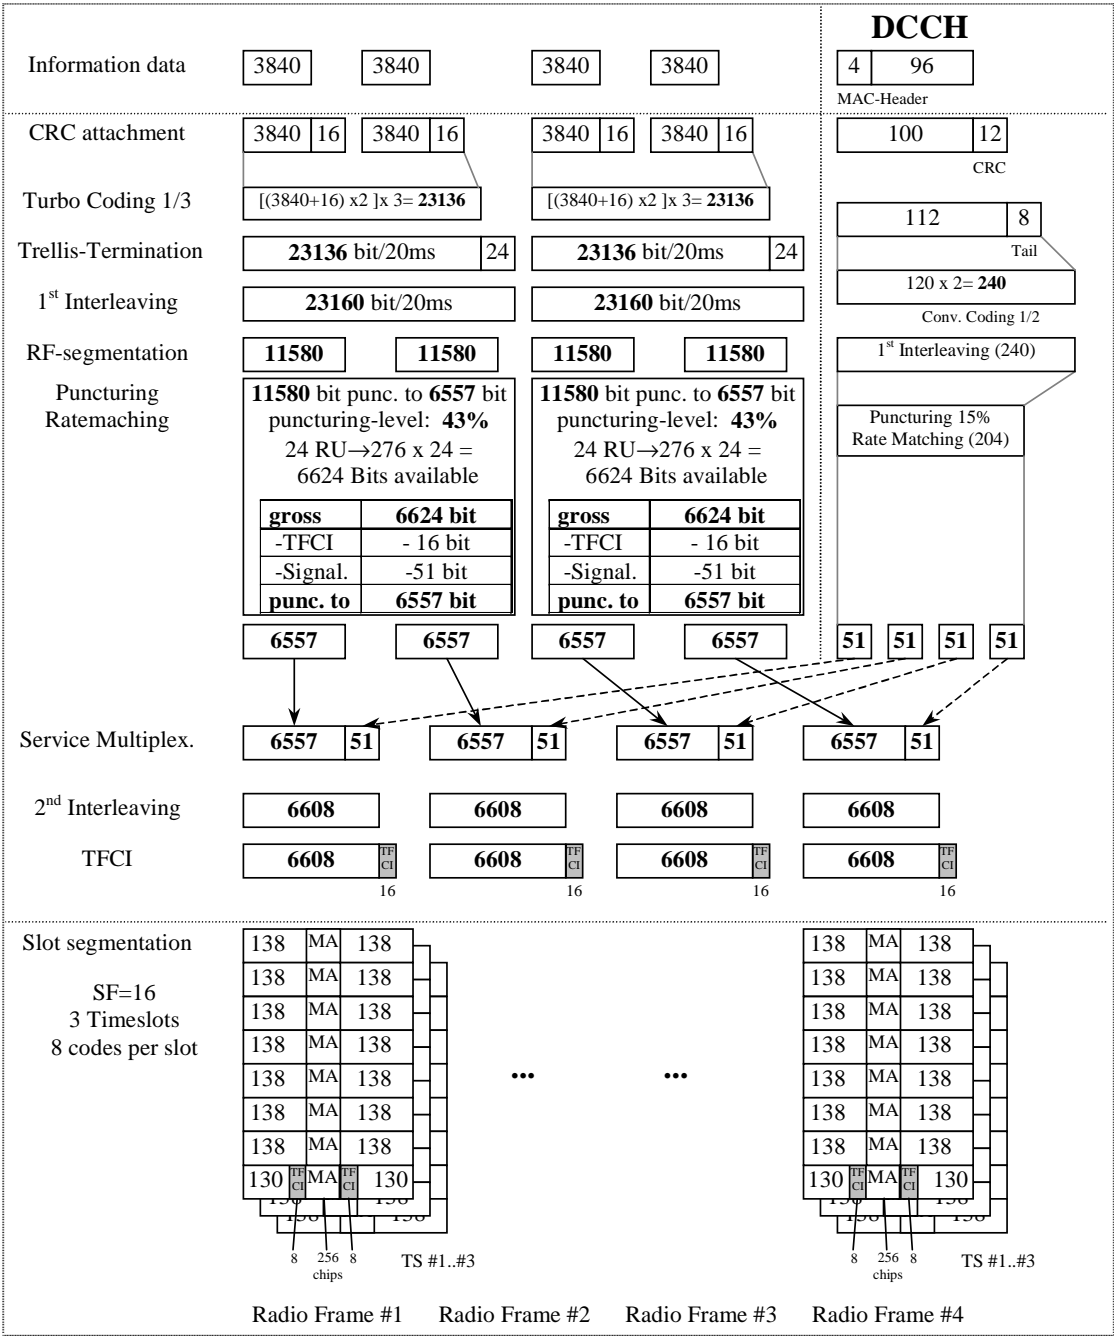 DCCH
Information data 3840 3840 3840 3840 4 96
MAC-Header
CRC attachment 3840 16 3840 16 3840 16 3840 16 100 12
CRC
Turbo Coding 1/3 [(3840+16) x2 ]x 3= 23136 [(3840+16) x2 ]x 3= 23136
112 8
Tail
Trellis-Termination 23136 bit/20ms 24 23136 bit/20ms 24
120 x 2= 240
Conv. Coding 1/2
1st Interleaving 23160 bit/20ms 23160 bit/20ms
RF-segmentation 11580 11580 11580 11580 1st Interleaving (240)
Puncturing
Ratemaching
11580 bit punc. to 6557 bit
puncturing-level: 43%
24 RU→276 x 24 =
6624 Bits available
gross 6624 bit
-TFCI - 16 bit
-Signal. -51 bit
punc. to 6557 bit
11580 bit punc. to 6557 bit
puncturing-level: 43%
24 RU→276 x 24 =
6624 Bits available
gross 6624 bit
-TFCI - 16 bit
-Signal. -51 bit
punc. to 6557 bit
Puncturing 15%
Rate Matching (204)
6557 6557 6557 6557 51 51 51 51
Service Multiplex. 6557 51 6557 51 6557 51 6557 51
2nd Interleaving 6608 6608 6608 6608
TFCI 6608 TF CI 6608 TF CI 6608 TF CI 6608 TF CI
16 16 16 16
Slot segmentation
SF=16
3 Timeslots
8 codes per slot
138 MA 138 138 MA 138
138 MA 138 138 MA 138
138 MA 138 138 MA 138
138 MA 138 138 MA 138
138 MA 138 ... ... 138 MA 138
138 MA 138 138 MA 138
138 MA 138 138 MA 138
130 TF CI MA TF CI 130 130 TF CI MA TF CI 130
8 256 chips 8 TS #1..#3 8 256 chips 8 TS #1..#3
Radio Frame #1 Radio Frame #2 Radio Frame #3 Radio Frame #4